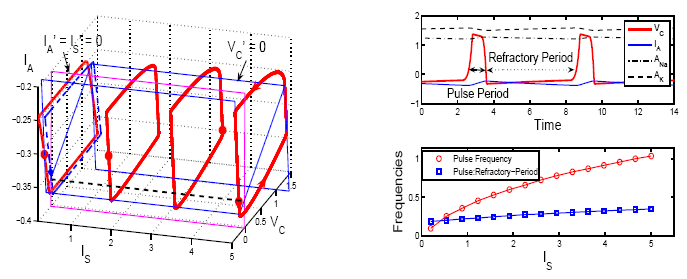 I_A' = I_S' = 0
V_C' = 0
I_A
−0.2
−0.25
−0.3
−0.35
−0.4
1
2
3
4
5
I_S
0
0.5
1
1.5
V_C
2
1
0
−1
Refractory Period
Pulse Period
V_C
I_A
A_Na
A_K
0 2 4 6 8 10 12 14
Time
Frequencies
1
0.5
0
Pulse Frequency
Pulse:Refractory−Period
0 1 2 3 4 5
I_S